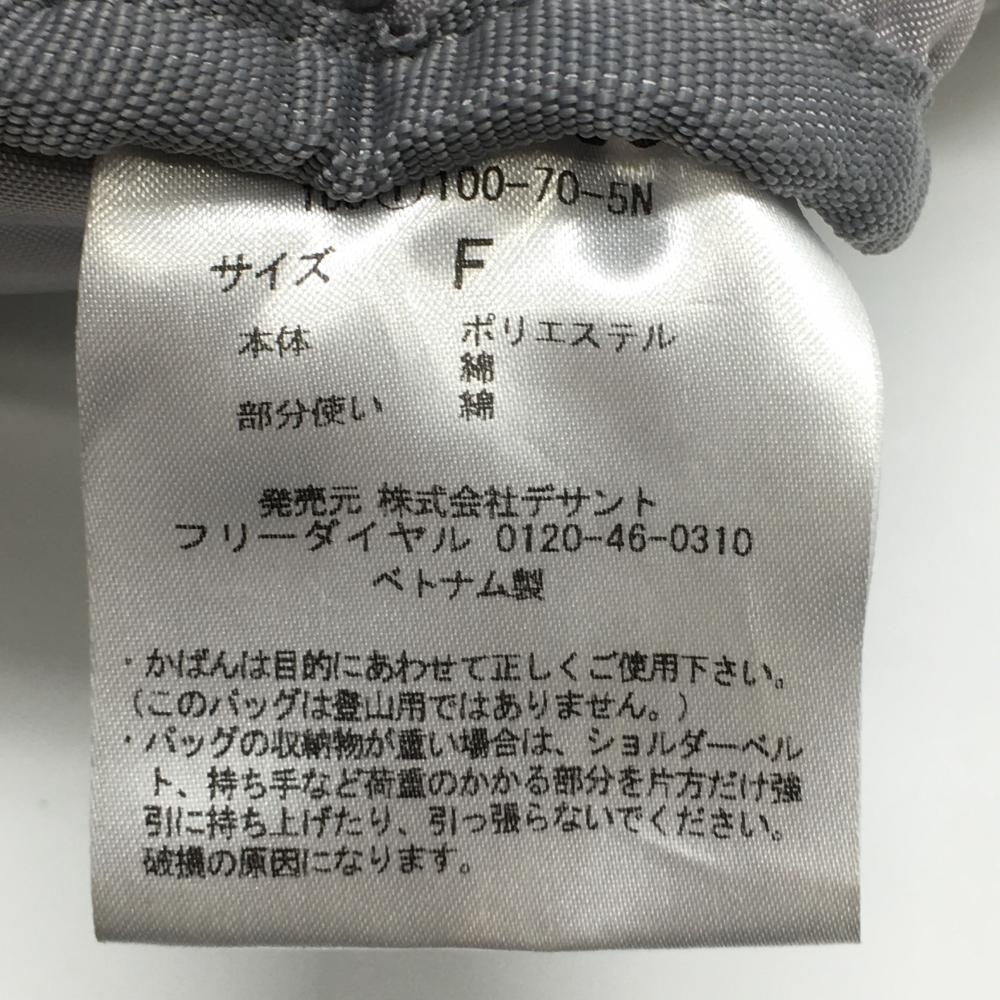 100-70-5N
サイズ F
本体 ポリエステル
綿
部分使い 綿
発売元 株式会社デサント
フリーダイヤル 0120-46-0310
ベトナム製
・かばんは目的にあわせて正しくご使用下さい。
(このバッグは登山用ではありません。)
・バッグの収納物が重い場合は、ショルダーベル
ト、持ち手など荷重のかかる部分を片方だけ強
引に持ち上げたり、引っ張らないでください。
破損の原因になります。